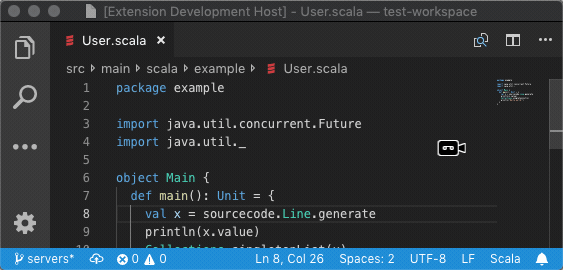 [Extension Development Host] - User.scala — test-workspace
User.scala ×
src › main › scala › example › User.scala
1 package example
2
3 import java.util.concurrent.Future
4 import java.util._
5
6 object Main {
7 def main(): Unit = {
8 val x = sourcecode.Line.generate
9 println(x.value)
servers* 0 0 Ln 8, Col 26 Spaces: 2 UTF-8 LF Scala